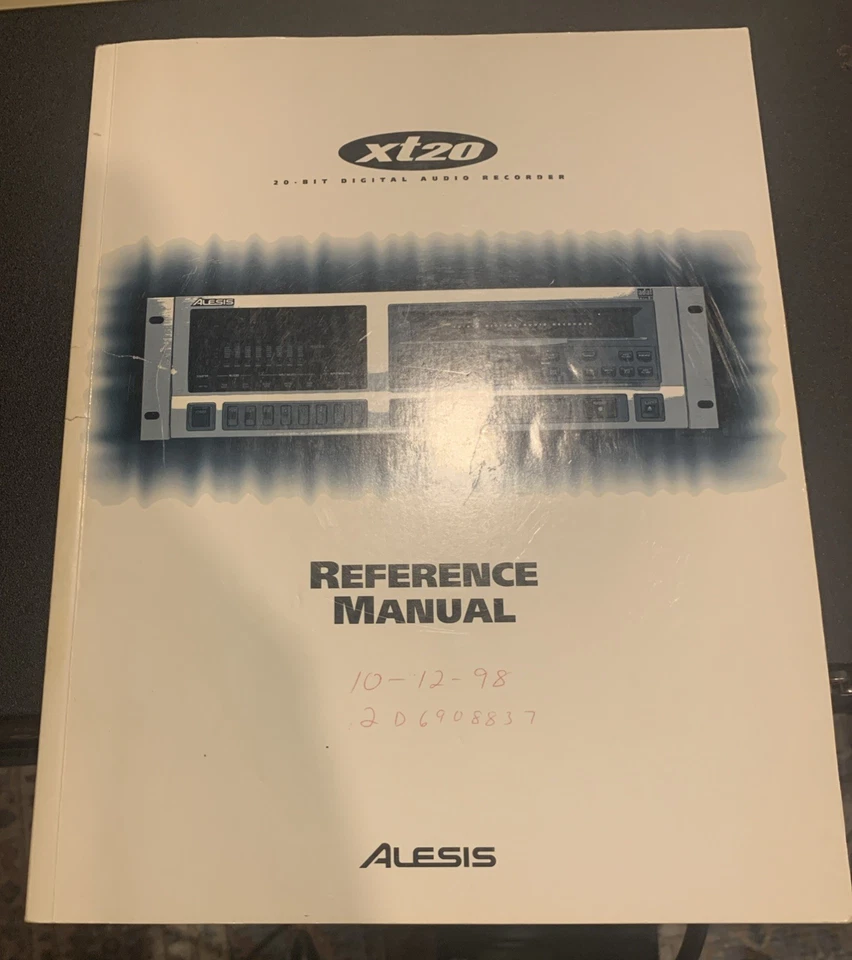 xt20
20-BIT DIGITAL AUDIO RECORDER
ALESIS
REFERENCE
MANUAL
10-12-98
2D6908837
ALESIS